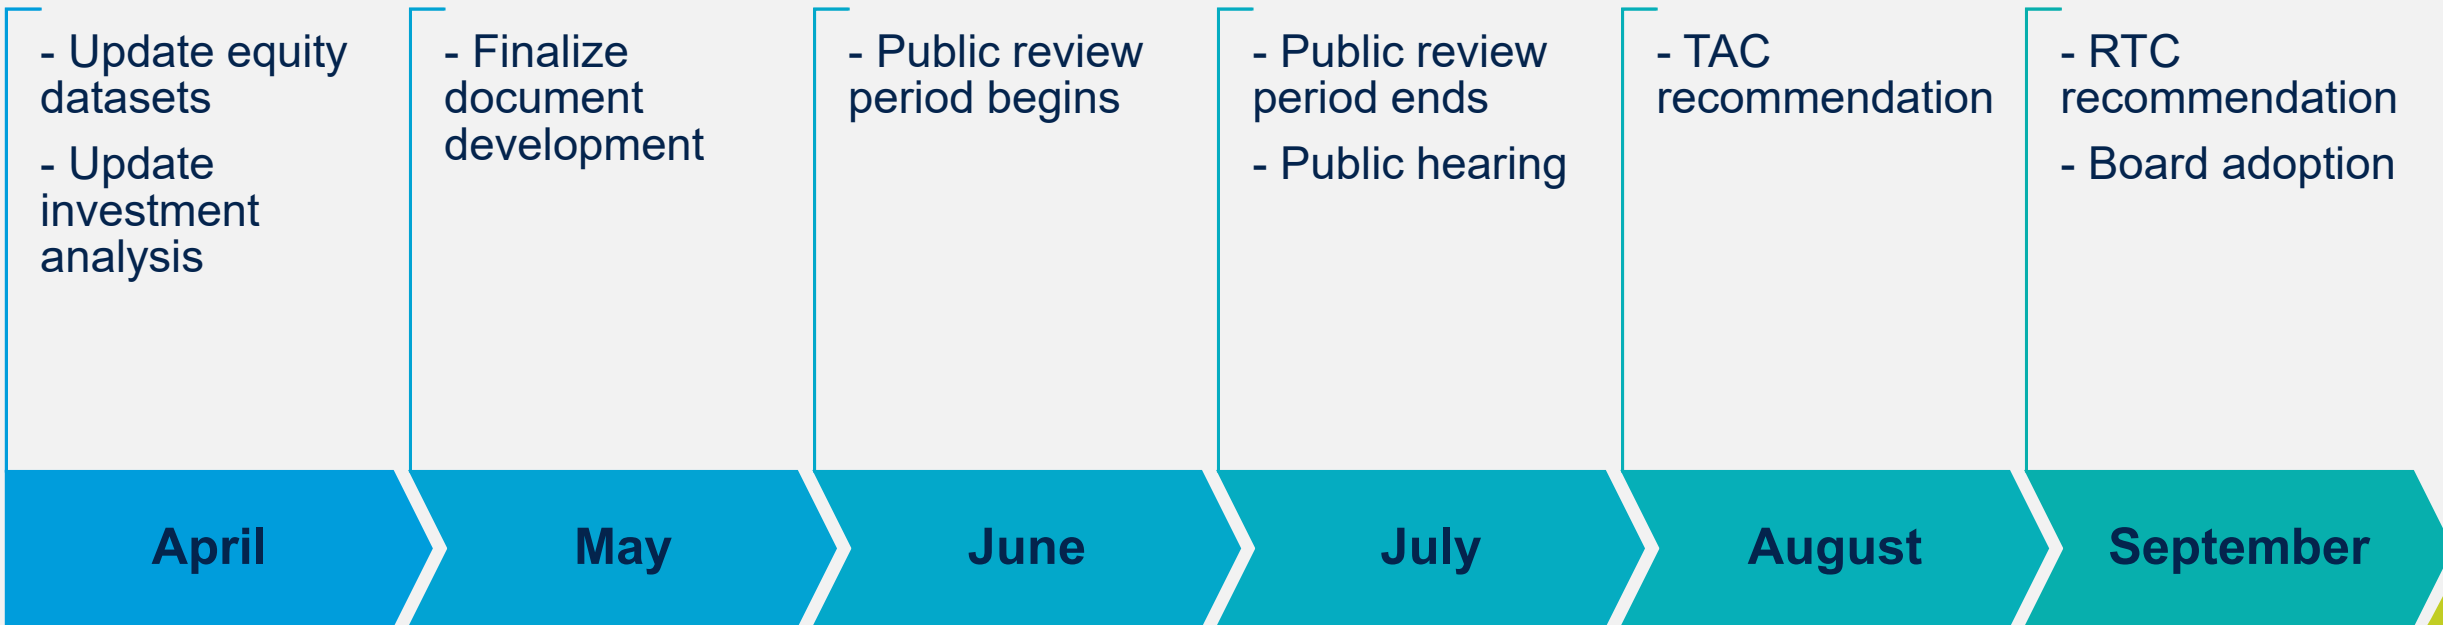 - Update equity
datasets
- Update
investment
analysis
- Finalize
document
development
- Public review
period begins
- Public review
period ends
- Public hearing
- TAC
recommendation
- RTC
recommendation
- Board adoption
April
May
June
July
August
September